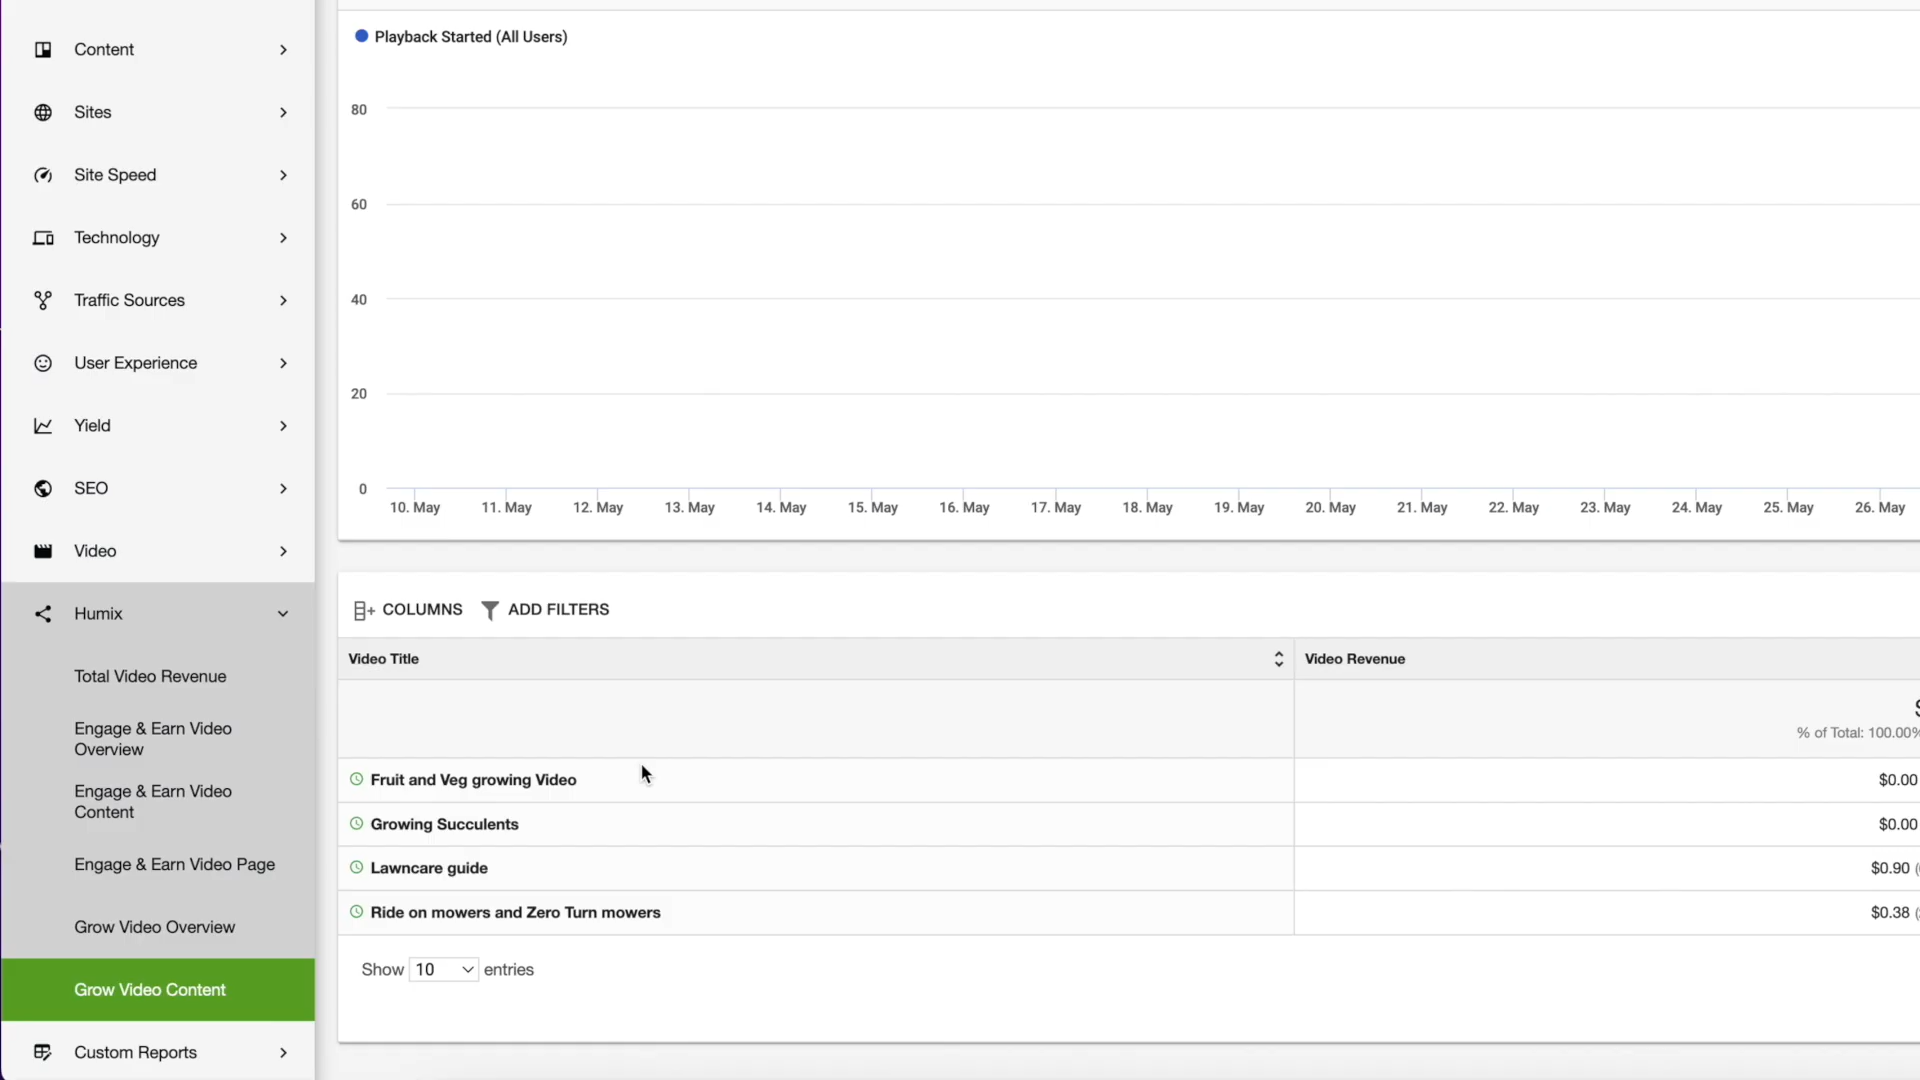 Content
Sites
Site Speed
Technology
Traffic Sources
User Experience
Yield
SEO
Video
Humix
Total Video Revenue
Engage & Earn Video
Overview
Engage & Earn Video
Content
Engage & Earn Video Page
Grow Video Overview
Grow Video Content
Custom Reports
Playback Started (All Users)
80
60
40
20
0
10. May 11. May 12. May 13. May 14. May 15. May 16. May 17. May 18. May 19. May 20. May 21. May 22. May 23. May 24. May 25. May 26. May
COLUMNS ADD FILTERS
Video Title Video Revenue
% of Total: 100.00%
Fruit and Veg growing Video $0.00
Growing Succulents $0.00
Lawncare guide $0.90
Ride on mowers and Zero Turn mowers $0.38
Show 10 entries